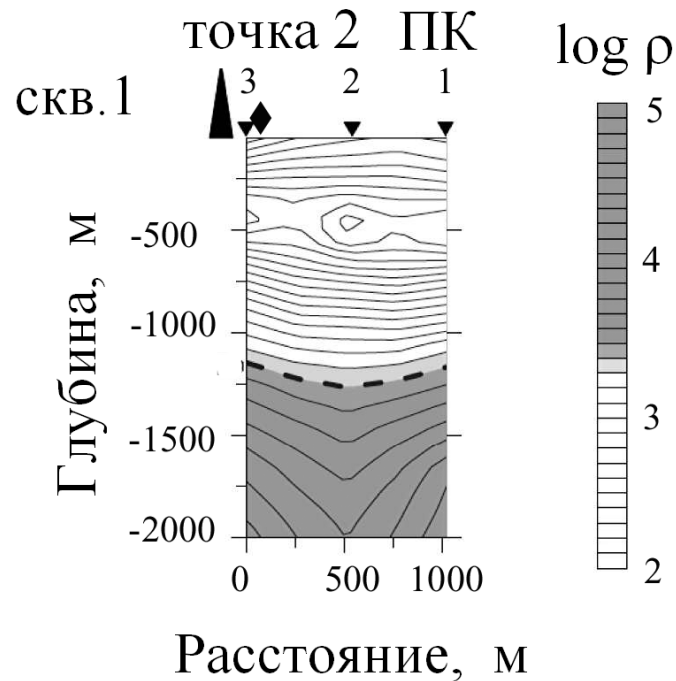 точка 2 ПК
log ρ
скв.1
3 2 1
5
4
3
2
Глубина, м
-500
-1000
-1500
-2000
0 500 1000
Расстояние, м